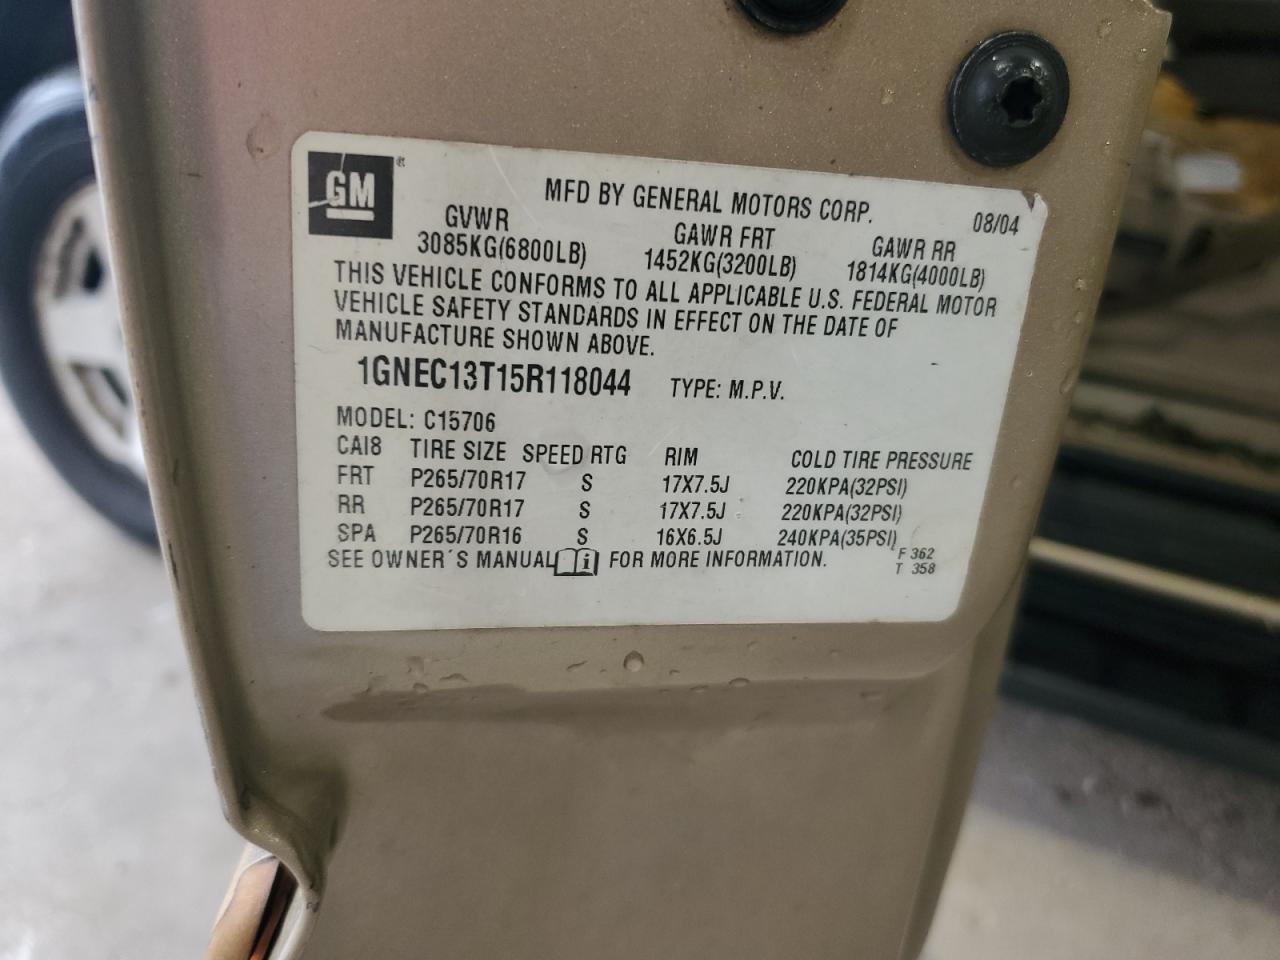 GM ®
MFD BY GENERAL MOTORS CORP. 08/04
GVWR GAWR FRT GAWR RR
3085KG(6800LB) 1452KG(3200LB) 1814KG(4000LB)
THIS VEHICLE CONFORMS TO ALL APPLICABLE U.S. FEDERAL MOTOR
VEHICLE SAFETY STANDARDS IN EFFECT ON THE DATE OF
MANUFACTURE SHOWN ABOVE.
1GNEC13T15R118044 TYPE: M.P.V.
MODEL: C15706
CAI8 TIRE SIZE SPEED RTG RIM COLD TIRE PRESSURE
FRT P265/70R17 S 17X7.5J 220KPA(32PSI)
RR P265/70R17 S 17X7.5J 220KPA(32PSI)
SPA P265/70R16 S 16X6.5J 240KPA(35PSI)
SEE OWNER´S MANUAL i FOR MORE INFORMATION.
F 362
T 358